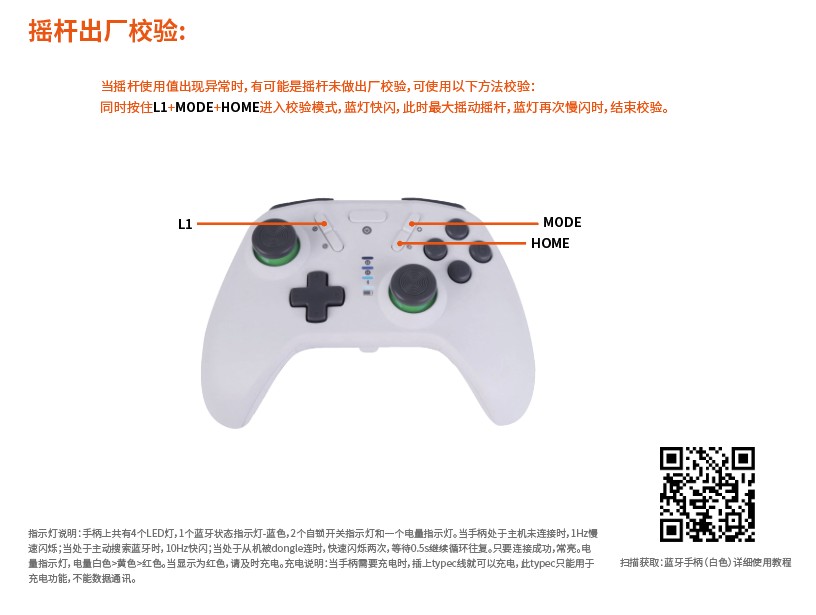 摇杆出厂校验:
当摇杆使用值出现异常时,有可能是摇杆未做出厂校验,可使用以下方法校验:
同时按住L1+MODE+HOME进入校验模式,蓝灯快闪,此时最大摇动摇杆,蓝灯再次慢闪时,结束校验。
L1
MODE
HOME
指示灯说明:手柄上共有4个LED灯,1个蓝牙状态指示灯-蓝色,2个自锁开关指示灯和一个电量指示灯。当手柄处于主机未连接时,1Hz慢
速闪烁;当处于主动搜索蓝牙时,10Hz快闪;当处于从机被dongle连时,快速闪烁两次,等待0.5s继续循环往复。只要连接成功,常亮。电
量指示灯,电量白色>黄色>红色。当显示为红色,请及时充电。充电说明:当手柄需要充电时,插上typec线就可以充电,此typec只能用于
充电功能,不能数据通讯。
扫描获取:蓝牙手柄(白色)详细使用教程